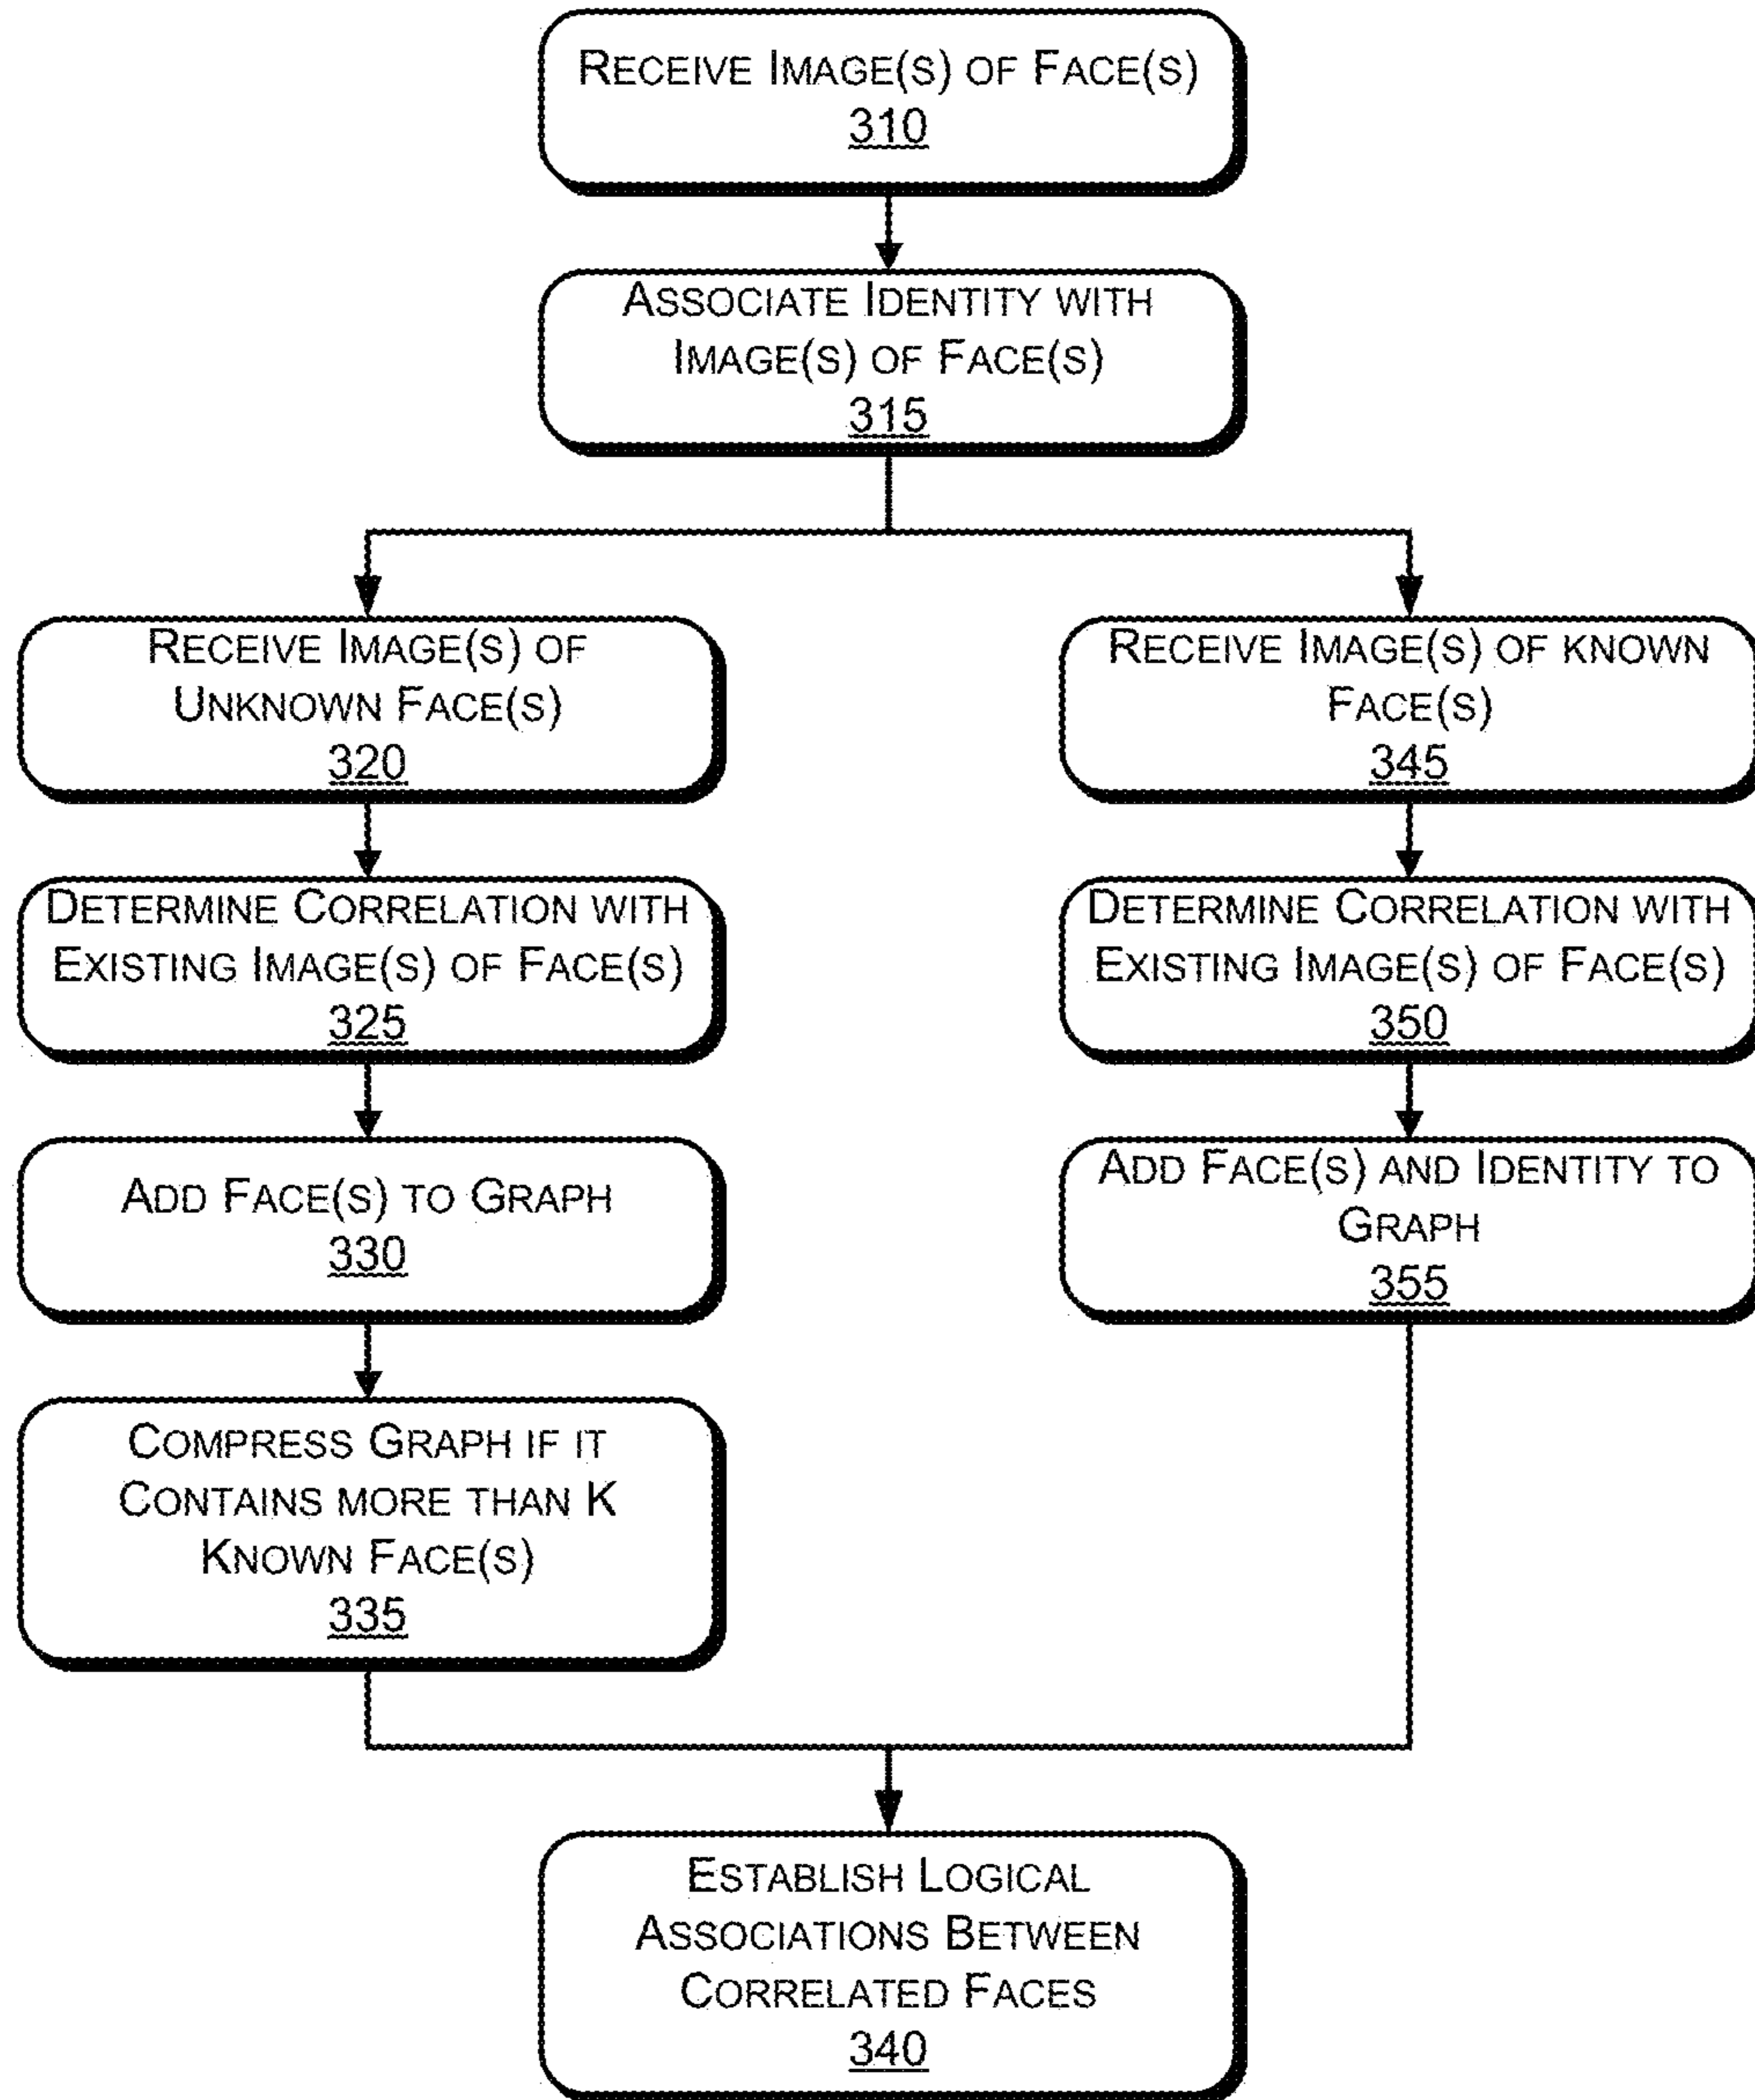 RECEIVE IMAGE(S) OF FACE(S)
310
ASSOCIATE IDENTITY WITH
IMAGE(S) OF FACE(S)
315
RECEIVE IMAGE(S) OF
UNKNOWN FACE(S)
320
DETERMINE CORRELATION WITH
EXISTING IMAGE(S) OF FACE(S)
325
ADD FACE(S) TO GRAPH
330
COMPRESS GRAPH IF IT
CONTAINS MORE THAN K
KNOWN FACE(S)
335
RECEIVE IMAGE(S) OF KNOWN
FACE(S)
345
DETERMINE CORRELATION WITH
EXISTING IMAGE(S) OF FACE(S)
350
ADD FACE(S) AND IDENTITY TO
GRAPH
355
ESTABLISH LOGICAL
ASSOCIATIONS BETWEEN
CORRELATED FACES
340